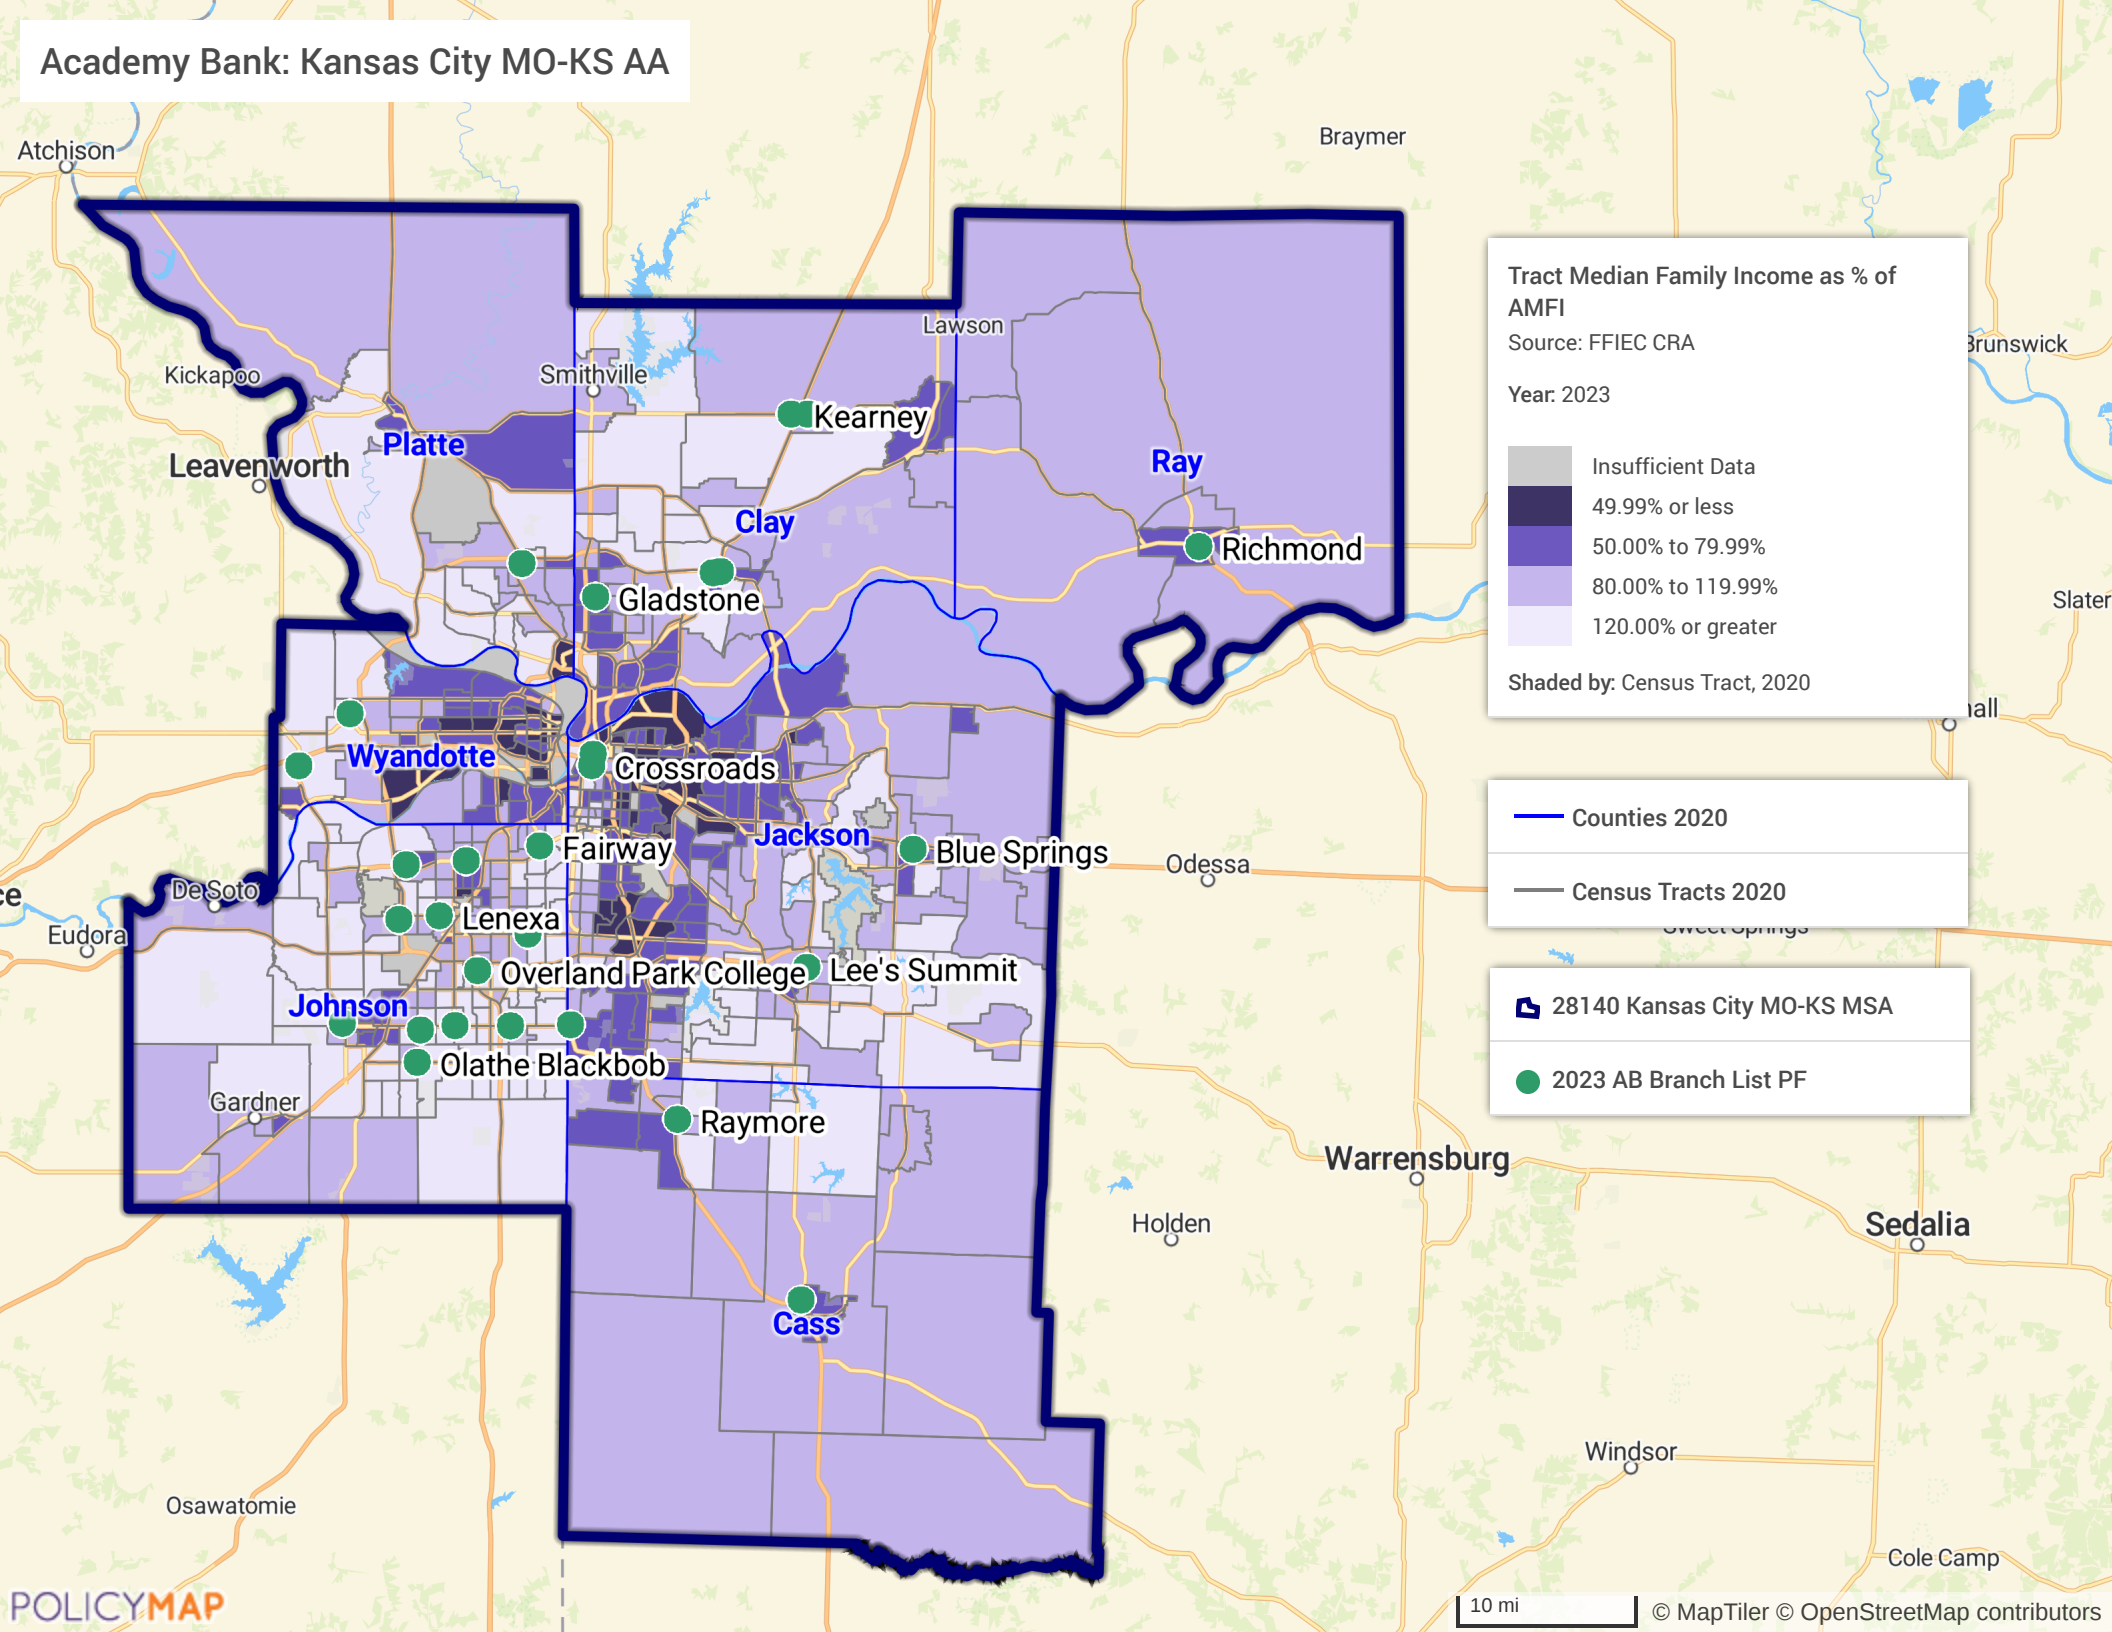 Academy Bank: Kansas City MO-KS AA
Atchison
Braymer
Lawson
Kickapoo
Smithville
Kearney
Platte
Leavenworth
Ray
Clay
Richmond
Gladstone
Slater
Brunswick
Tract Median Family Income as % of
AMFI
Source: FFIEC CRA
Year: 2023
Insufficient Data
49.99% or less
50.00% to 79.99%
80.00% to 119.99%
120.00% or greater
Shaded by: Census Tract, 2020
Wyandotte
Crossroads
Jackson
Fairway
Blue Springs
Odessa
Counties 2020
Census Tracts 2020
De Soto
Lenexa
Eudora
Overland Park College
Lee's Summit
Sweet Springs
Johnson
28140 Kansas City MO-KS MSA
2023 AB Branch List PF
Olathe Blackbob
Gardner
Raymore
Warrensburg
Holden
Sedalia
Cass
Windsor
Osawatomie
Cole Camp
POLICYMAP
10 mi
© MapTiler © OpenStreetMap contributors